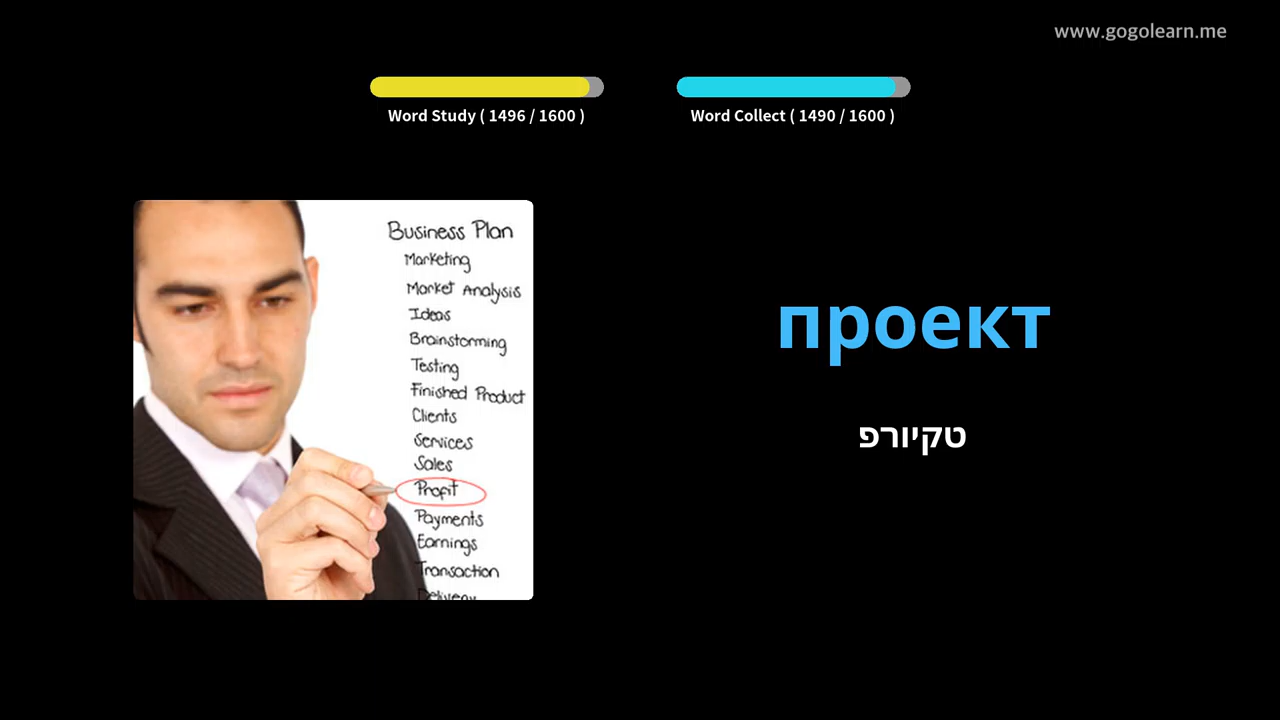 www.gogolearn.me
Word Study ( 1496 / 1600 )
Word Collect ( 1490 / 1600 )
Business Plan
Marketing
Market Analysis
Ideas
Brainstorming
Testing
Finished Product
Clients
Services
Sales
Profit
Payments
Earnings
Transaction
Delivery
проект
טקיורפ